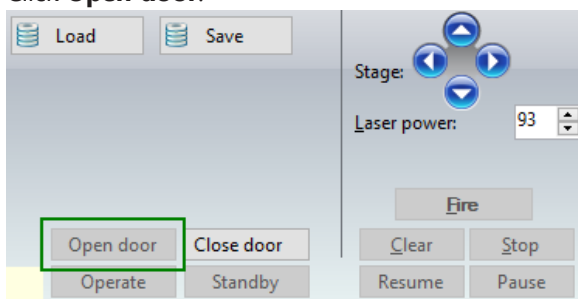 Click Open door.
Load Save
Stage:
Laser power: 93
Fire
Open door Close door Clear Stop
Operate Standby Resume Pause